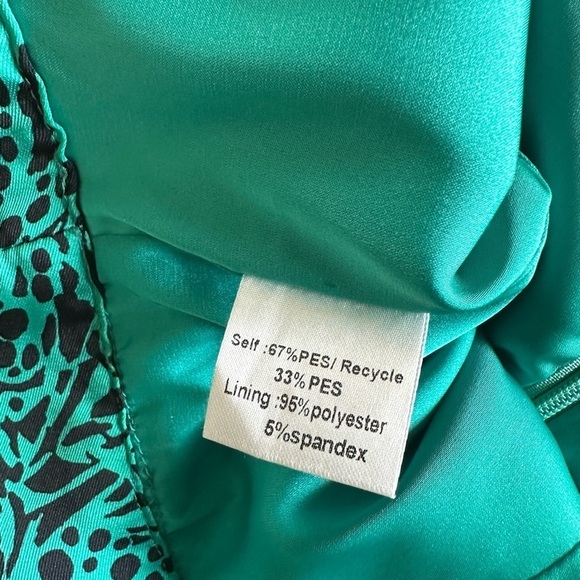 Self :67%PES/ Recycle
33%PES
Lining :95%polyester
5%spandex